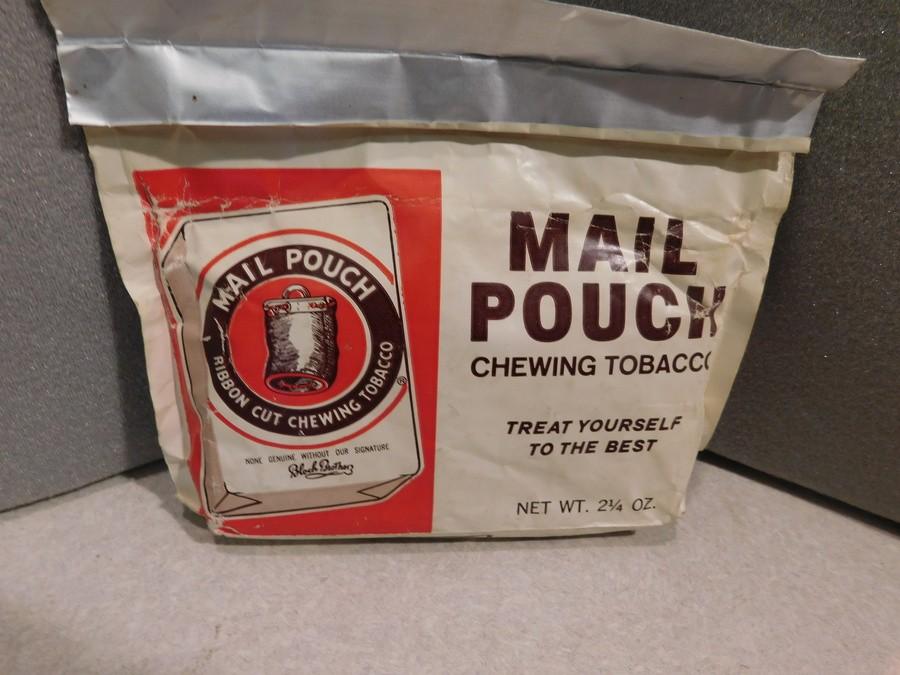 MAIL POUCH
RIBBON CUT CHEWING TOBACCO
®
NONE GENUINE WITHOUT OUR SIGNATURE
Bloch Brothers
MAIL
POUCH
CHEWING TOBACCO
TREAT YOURSELF
TO THE BEST
NET WT. 2¼ OZ.